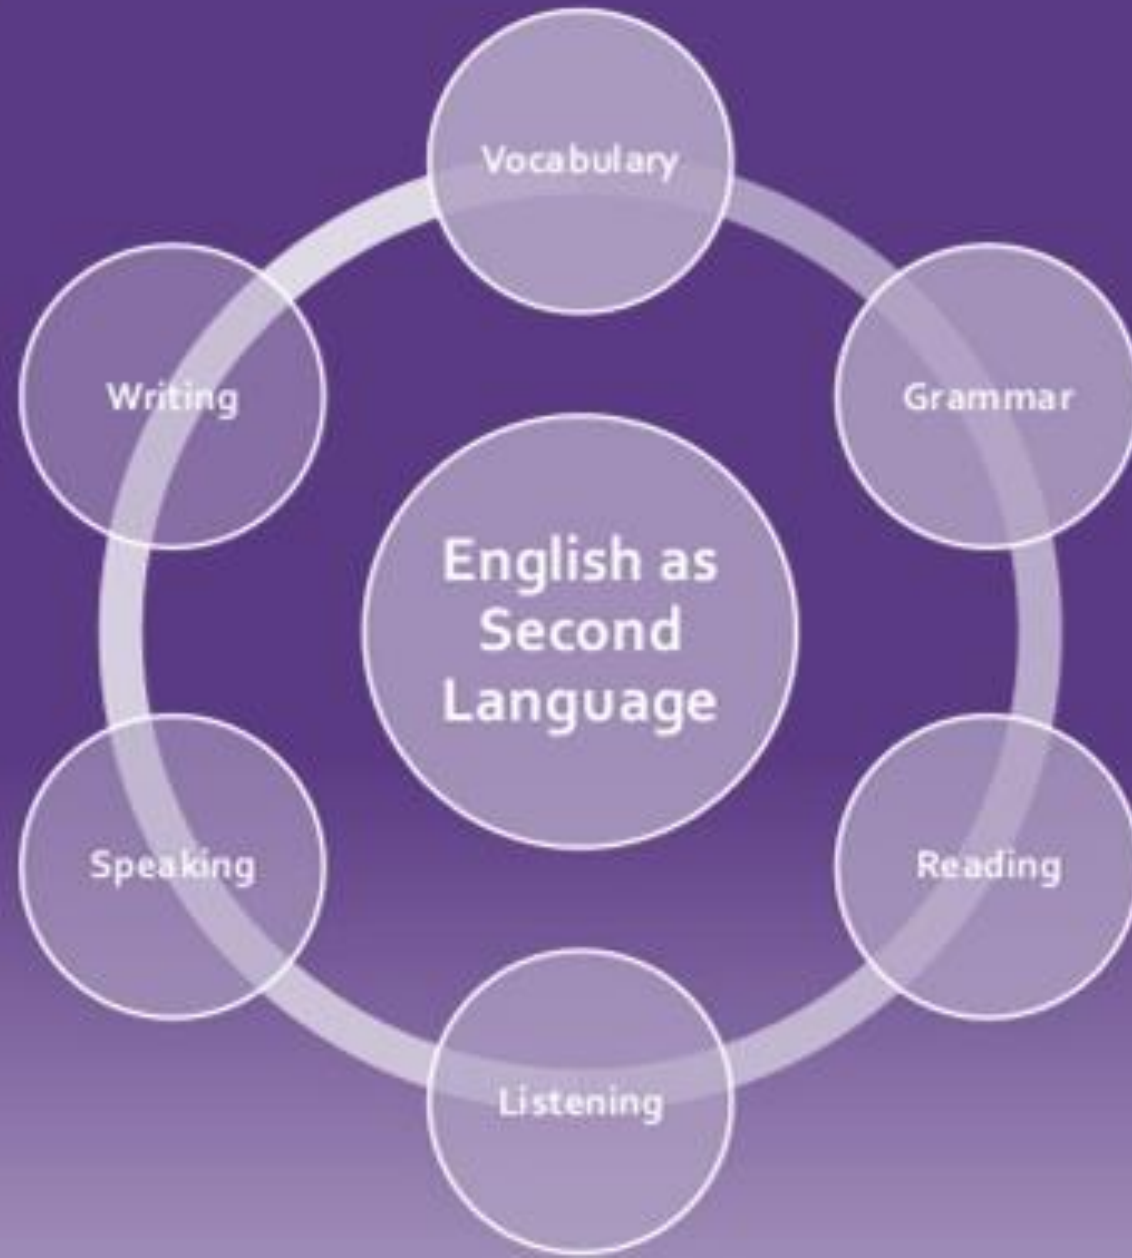 Vocabulary
Grammar
Reading
Listening
Speaking
Writing
English as
Second
Language